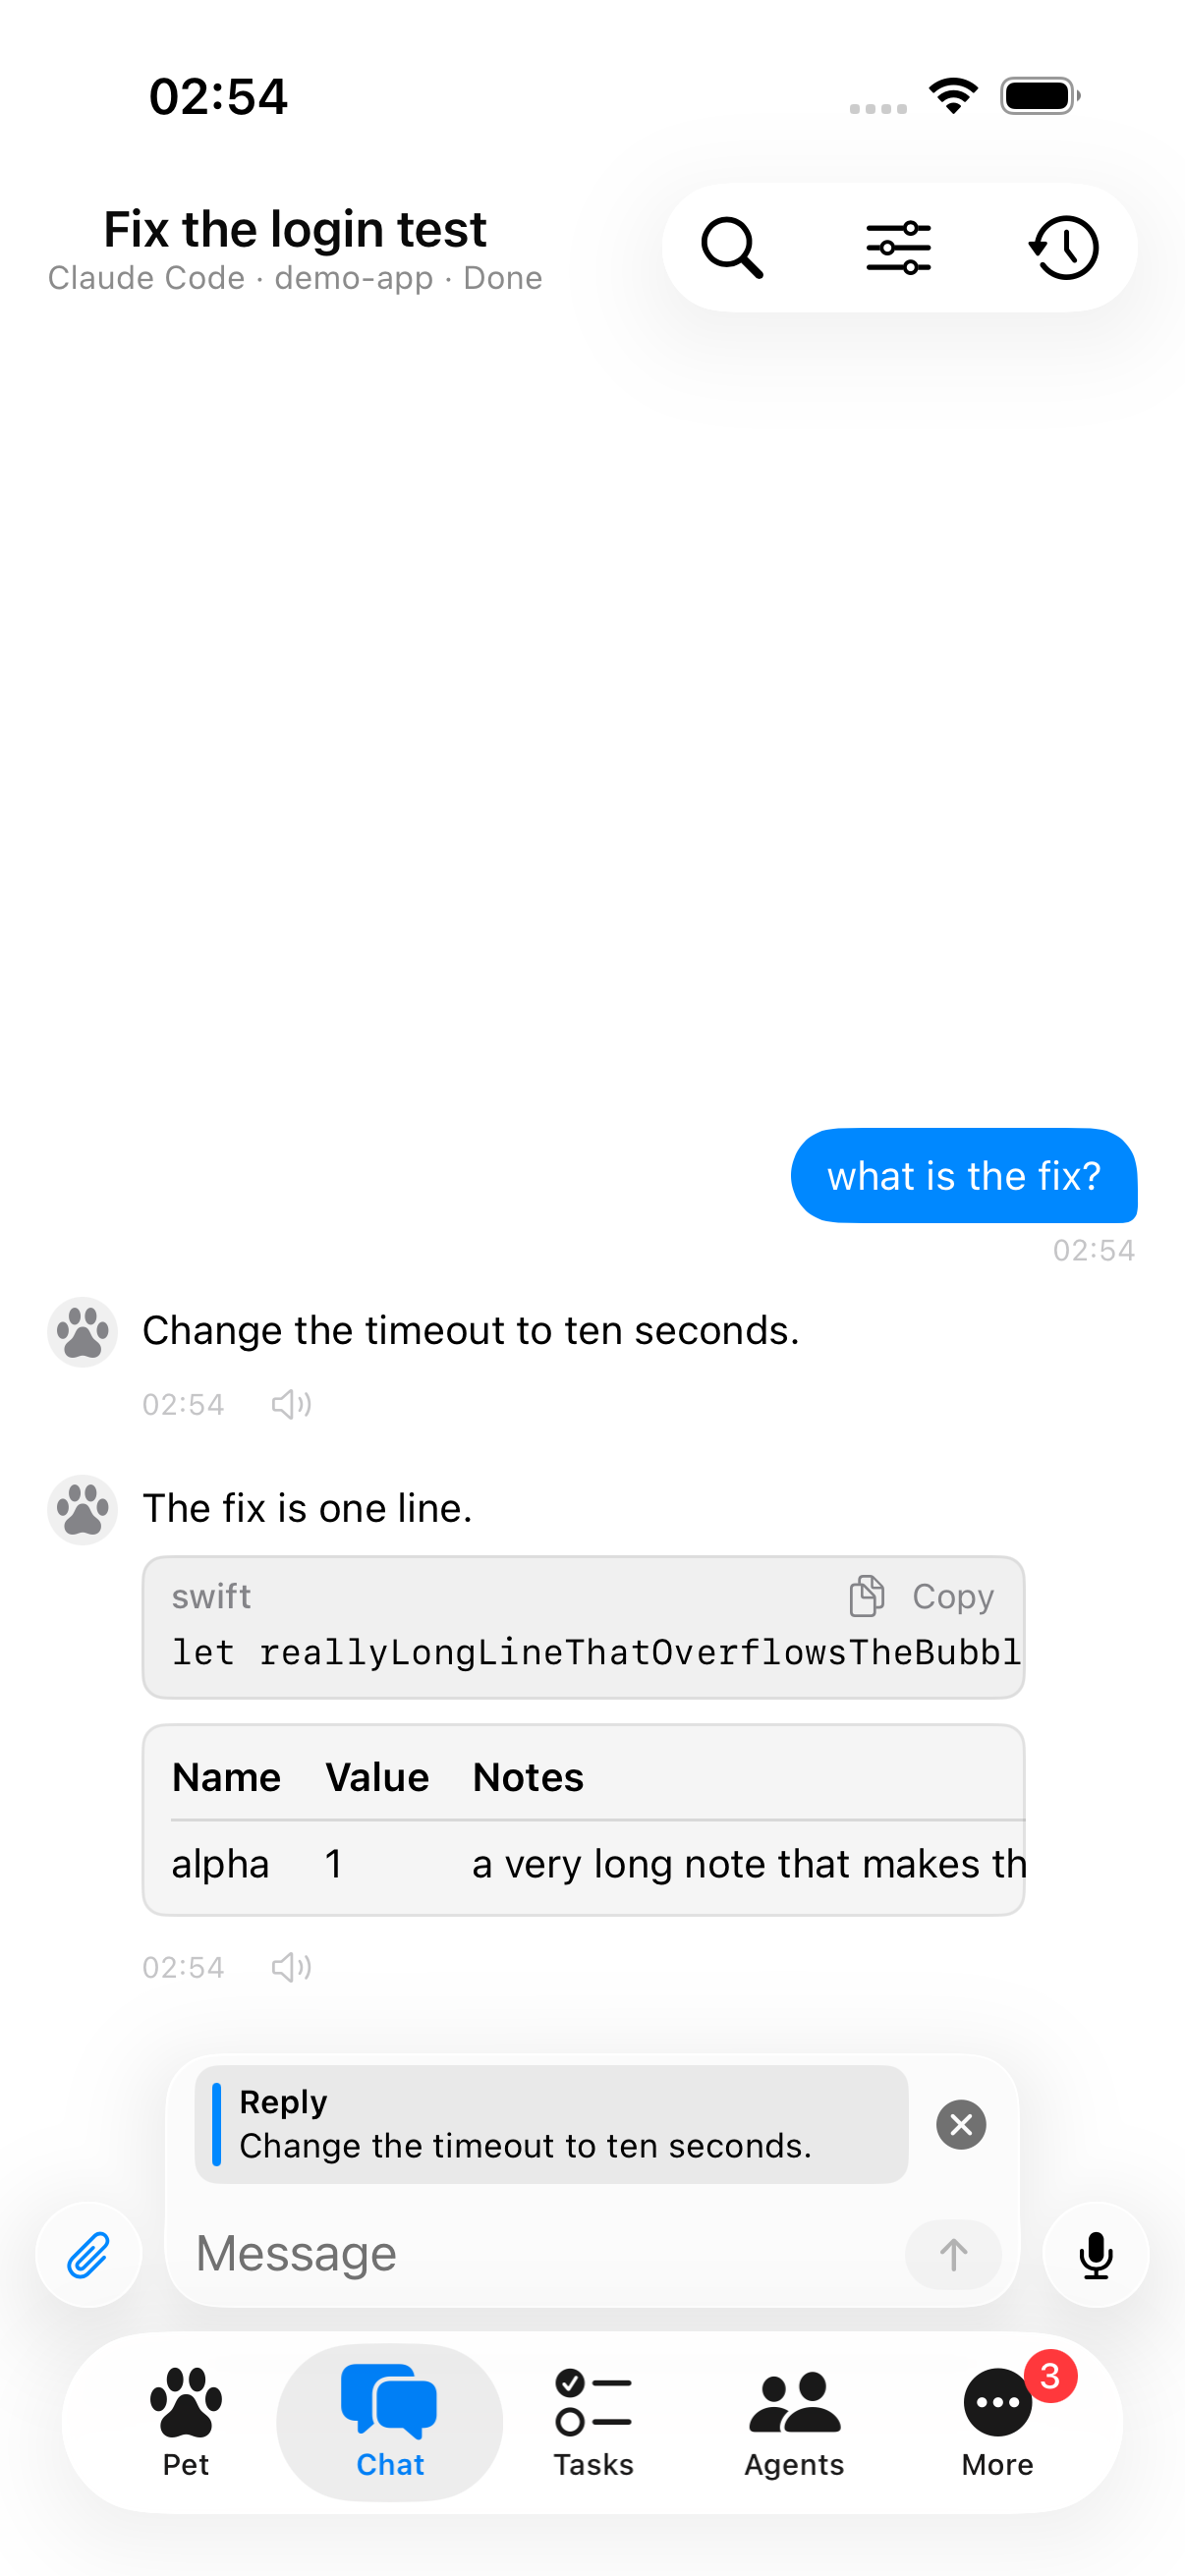 02:54
Fix the login test
Claude Code · demo-app · Done
what is the fix?
02:54
Change the timeout to ten seconds.
02:54
The fix is one line.
swift
Copy
let reallyLongLineThatOverflowsTheBubbl
Name Value Notes
alpha 1 a very long note that makes th
02:54
Reply
Change the timeout to ten seconds.
Message
3
Pet Chat Tasks Agents More